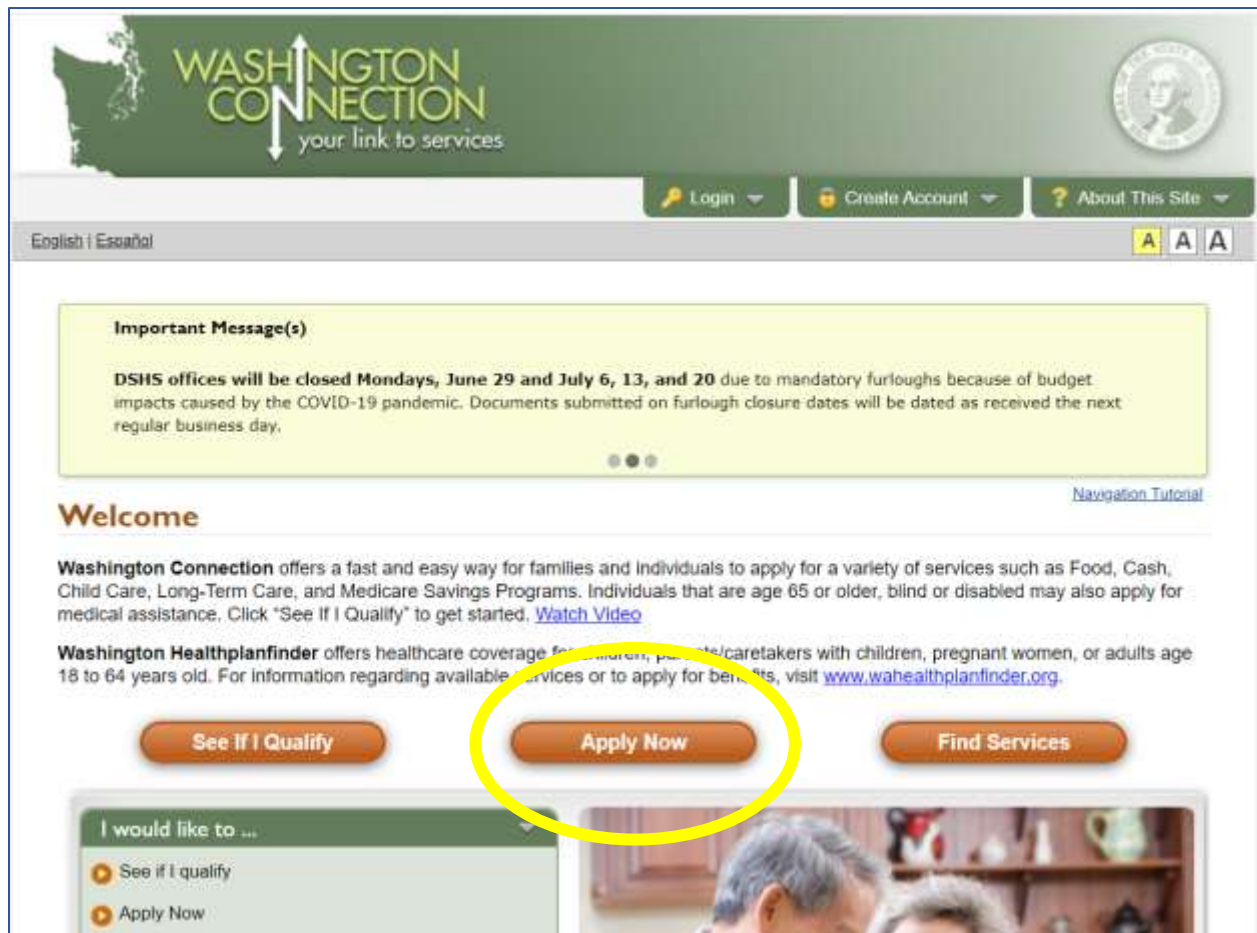 WASHINGTON
CONNECTION
your link to services
Login
Create Account
? About This Site
English | Español
A A A
Important Message(s)
DSHS offices will be closed Mondays, June 29 and July 6, 13, and 20 due to mandatory furloughs because of budget
impacts caused by the COVID-19 pandemic. Documents submitted on furlough closure dates will be dated as received the next
regular business day.
Navigation Tutorial
Welcome
Washington Connection offers a fast and easy way for families and individuals to apply for a variety of services such as Food, Cash,
Child Care, Long-Term Care, and Medicare Savings Programs. Individuals that are age 65 or older, blind or disabled may also apply for
medical assistance. Click "See If I Qualify" to get started. Watch Video
Washington Healthplanfinder offers healthcare coverage for children, parents/caretakers with children, pregnant women, or adults age
18 to 64 years old. For information regarding available services or to apply for benefits, visit www.wahealthplanfinder.org.
See If I Qualify
Apply Now
Find Services
I would like to ...
See if I qualify
Apply Now